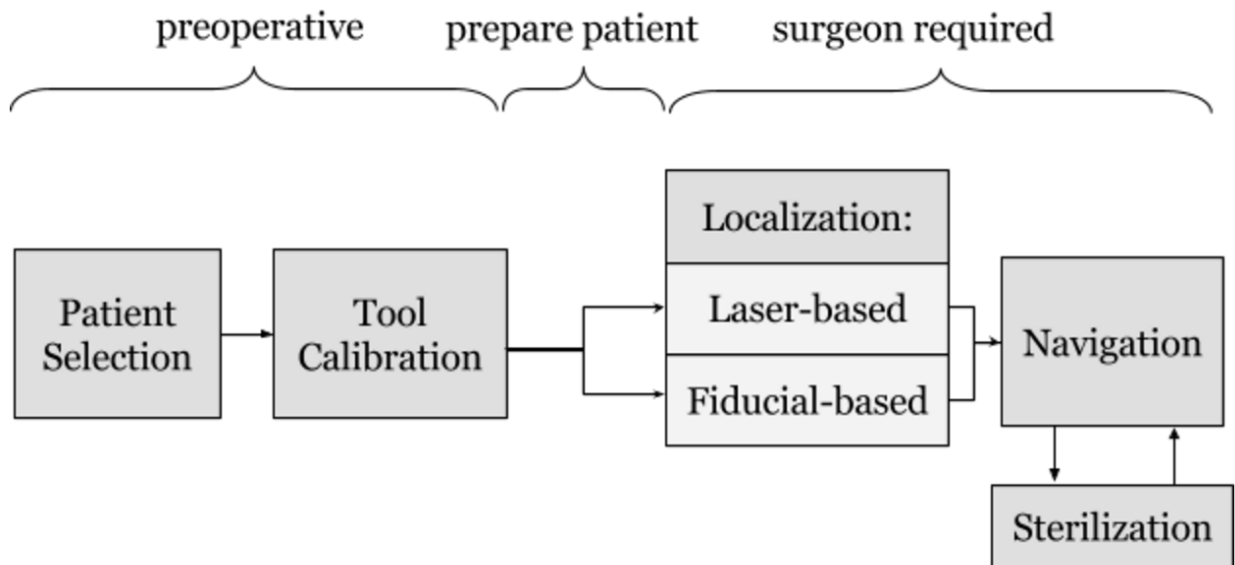 preoperative
prepare patient
surgeon required
Patient
Selection
Tool
Calibration
Localization:
Laser-based
Fiducial-based
Navigation
Sterilization